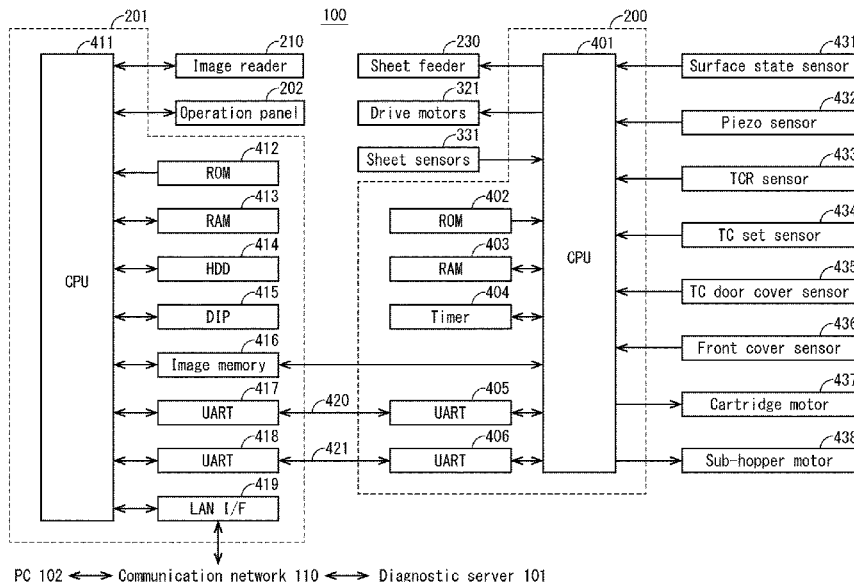 100
201
411
CPU
210
Image reader
202
Operation panel
412
ROM
413
RAM
414
HDD
415
DIP
416
Image memory
417
UART
418
UART
419
LAN I/F
420
421
230
Sheet feeder
321
Drive motors
331
Sheet sensors
402
ROM
403
RAM
404
Timer
405
UART
406
UART
200
401
CPU
431
Surface state sensor
432
Piezo sensor
433
TCR sensor
434
TC set sensor
435
TC door cover sensor
436
Front cover sensor
437
Cartridge motor
438
Sub-hopper motor
PC 102 Communication network 110 Diagnostic server 101